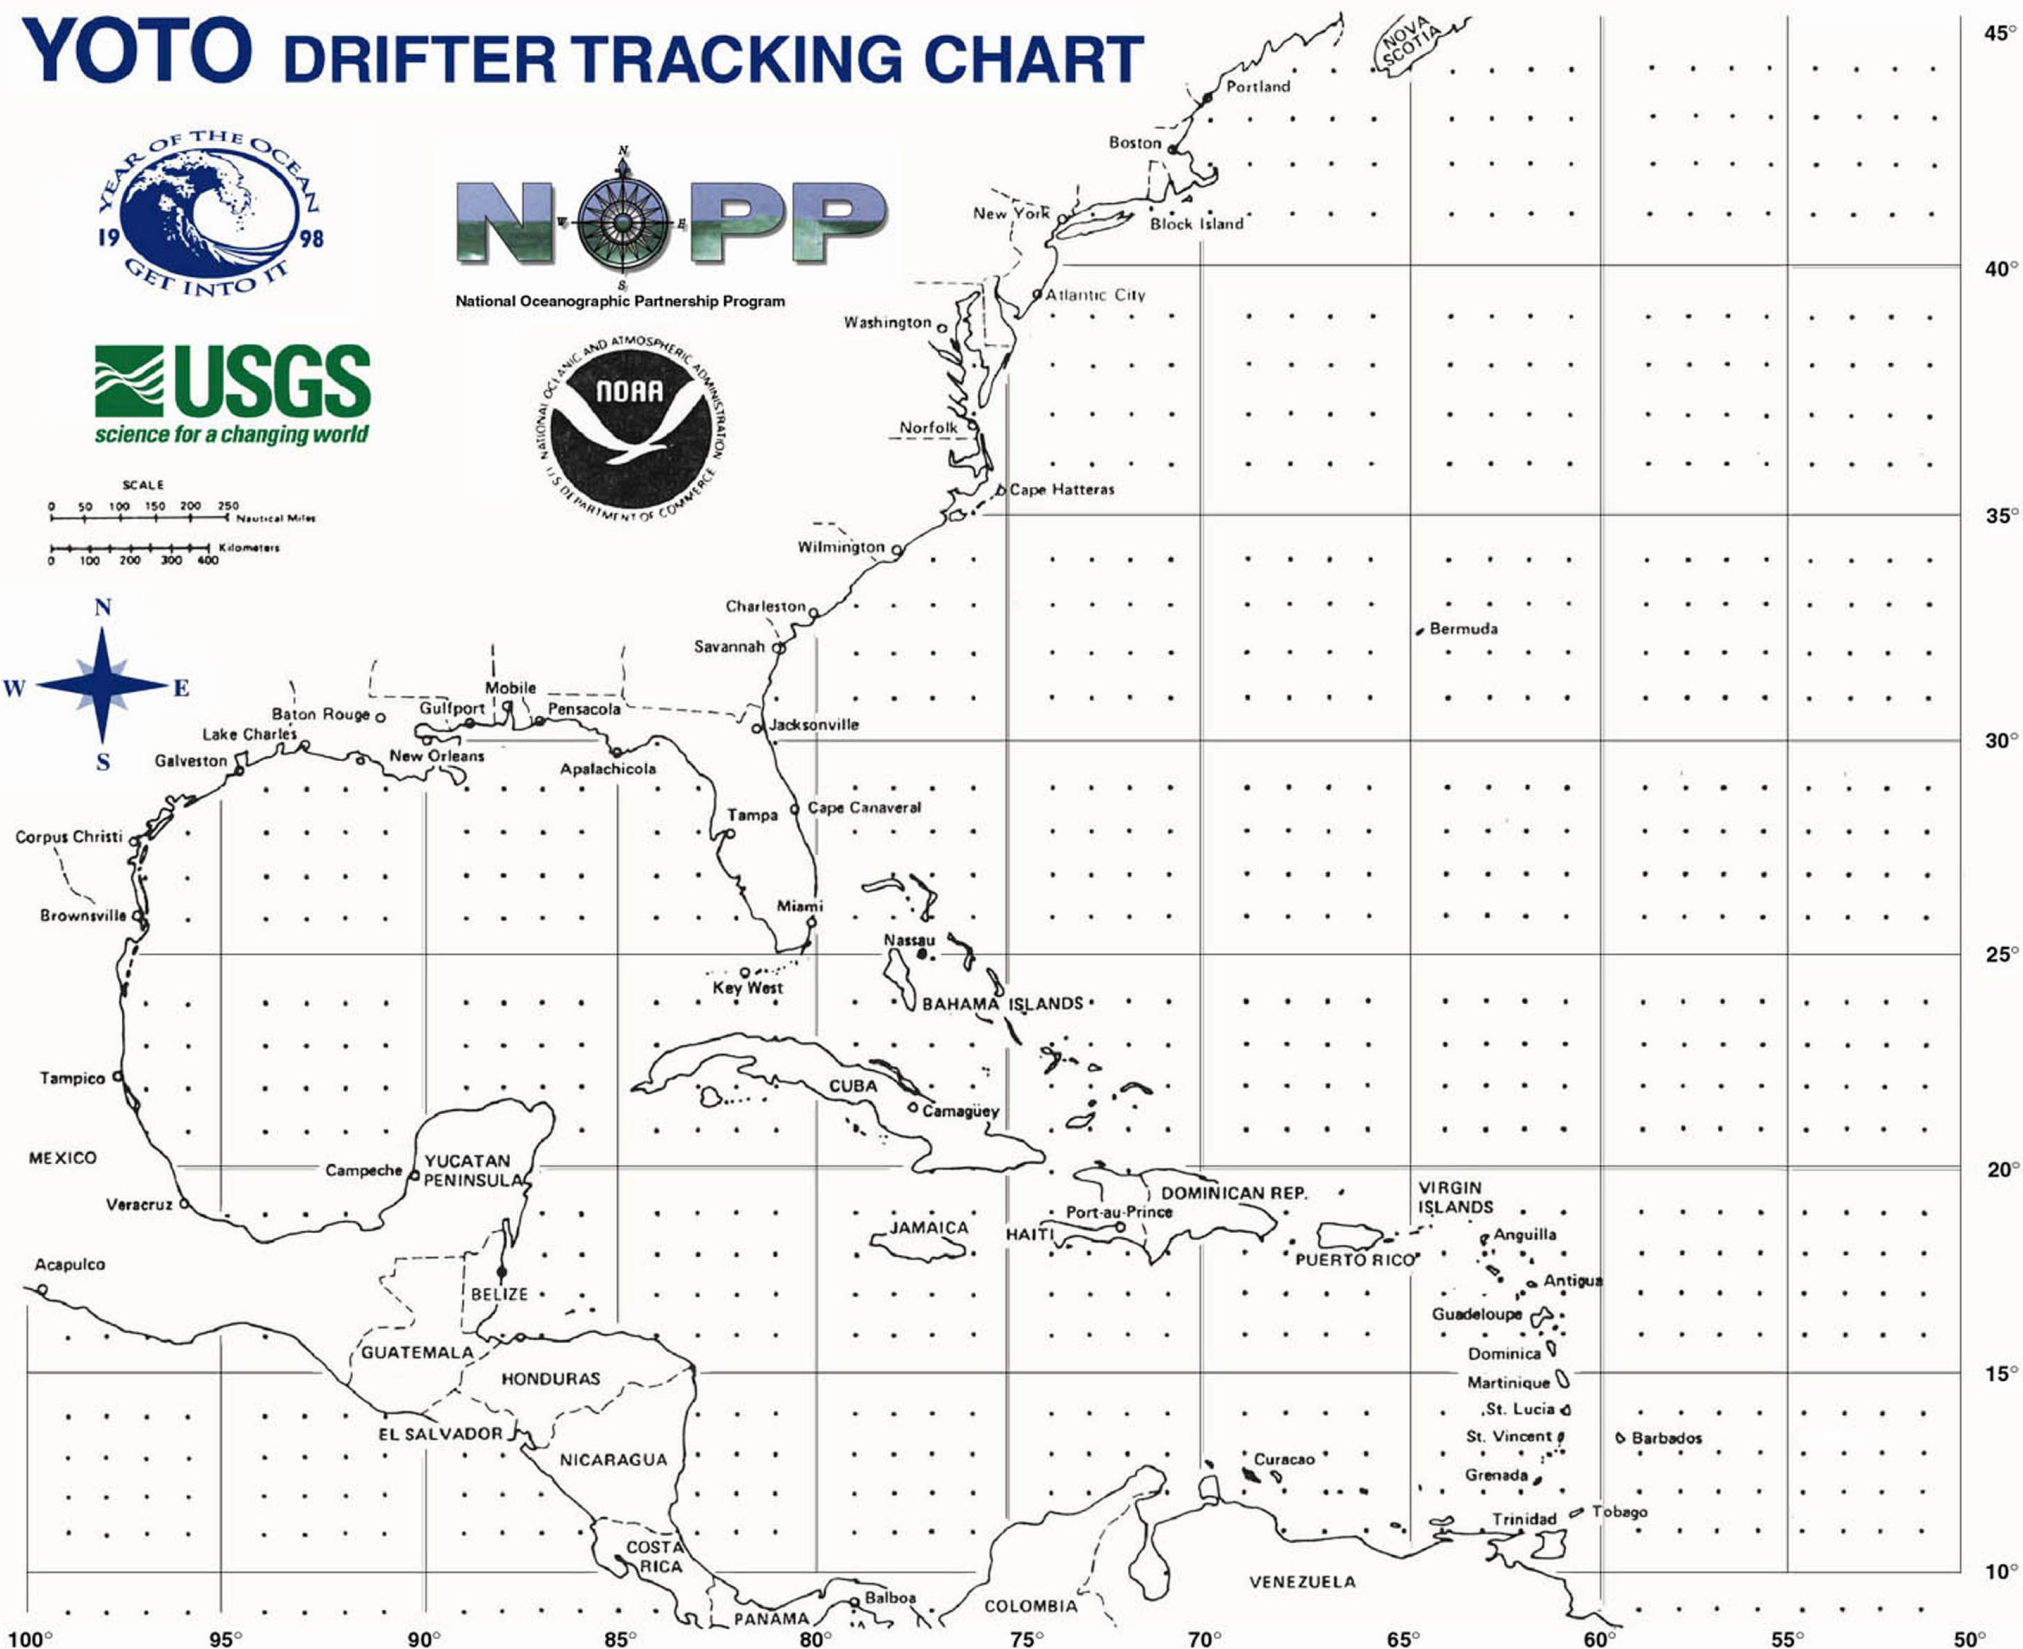 YOTO DRIFTER TRACKING CHART
YEAR OF THE OCEAN
1998
GET INTO IT
N
W E
S
NOPP
National Oceanographic Partnership Program
USGS
science for a changing world
NATIONAL OCEANIC AND ATMOSPHERIC ADMINISTRATION
NOAA
U.S. DEPARTMENT OF COMMERCE
SCALE
0 50 100 150 200 250
Nautical Miles
Kilometers
0 100 200 300 400
N
W E
S
NOVA
SCOTIA
45°
Portland
Boston
New York
Block Island
40°
Atlantic City
Washington
Norfolk
Cape Hatteras
35°
Wilmington
Charleston
Bermuda
Savannah
Mobile
Gulfport
Pensacola
Baton Rouge
Jacksonville
Lake Charles
30°
New Orleans
Galveston
Apalachicola
Cape Canaveral
Tampa
Corpus Christi
Miami
Brownsville
Nassau
25°
Key West
BAHAMA ISLANDS
Tampico
CUBA
Camagüey
MEXICO
YUCATAN
PENINSULA
Campeche
20°
Veracruz
DOMINICAN REP.
VIRGIN
ISLANDS
Port-au-Prince
JAMAICA
HAITI
Anguilla
PUERTO RICO
Acapulco
Antigua
BELIZE
Guadeloupe
GUATEMALA
Dominica
HONDURAS
15°
Martinique
St. Lucia
EL SALVADOR
St. Vincent
Barbados
NICARAGUA
Curacao
Grenada
Trinidad
Tobago
COSTA
RICA
10°
VENEZUELA
Balboa
COLOMBIA
PANAMA
100° 95° 90° 85° 80° 75° 70° 65° 60° 55° 50°